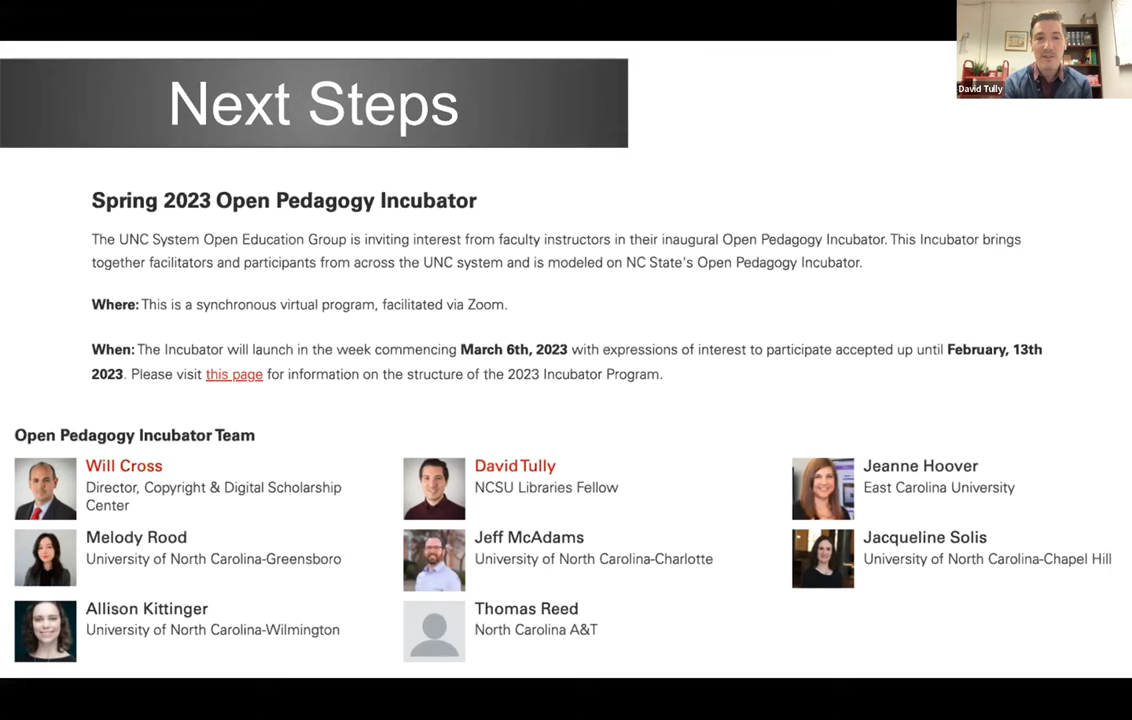 David Tully
Next Steps
Spring 2023 Open Pedagogy Incubator
The UNC System Open Education Group is inviting interest from faculty instructors in their inaugural Open Pedagogy Incubator. This Incubator brings
together facilitators and participants from across the UNC system and is modeled on NC State's Open Pedagogy Incubator.
Where: This is a synchronous virtual program, facilitated via Zoom.
When: The Incubator will launch in the week commencing March 6th, 2023 with expressions of interest to participate accepted up until February, 13th
2023. Please visit this page for information on the structure of the 2023 Incubator Program.
Open Pedagogy Incubator Team
Will Cross
Director, Copyright & Digital Scholarship
Center
David Tully
NCSU Libraries Fellow
Jeanne Hoover
East Carolina University
Melody Rood
University of North Carolina-Greensboro
Jeff McAdams
University of North Carolina-Charlotte
Jacqueline Solis
University of North Carolina-Chapel Hill
Allison Kittinger
University of North Carolina-Wilmington
Thomas Reed
North Carolina A&T